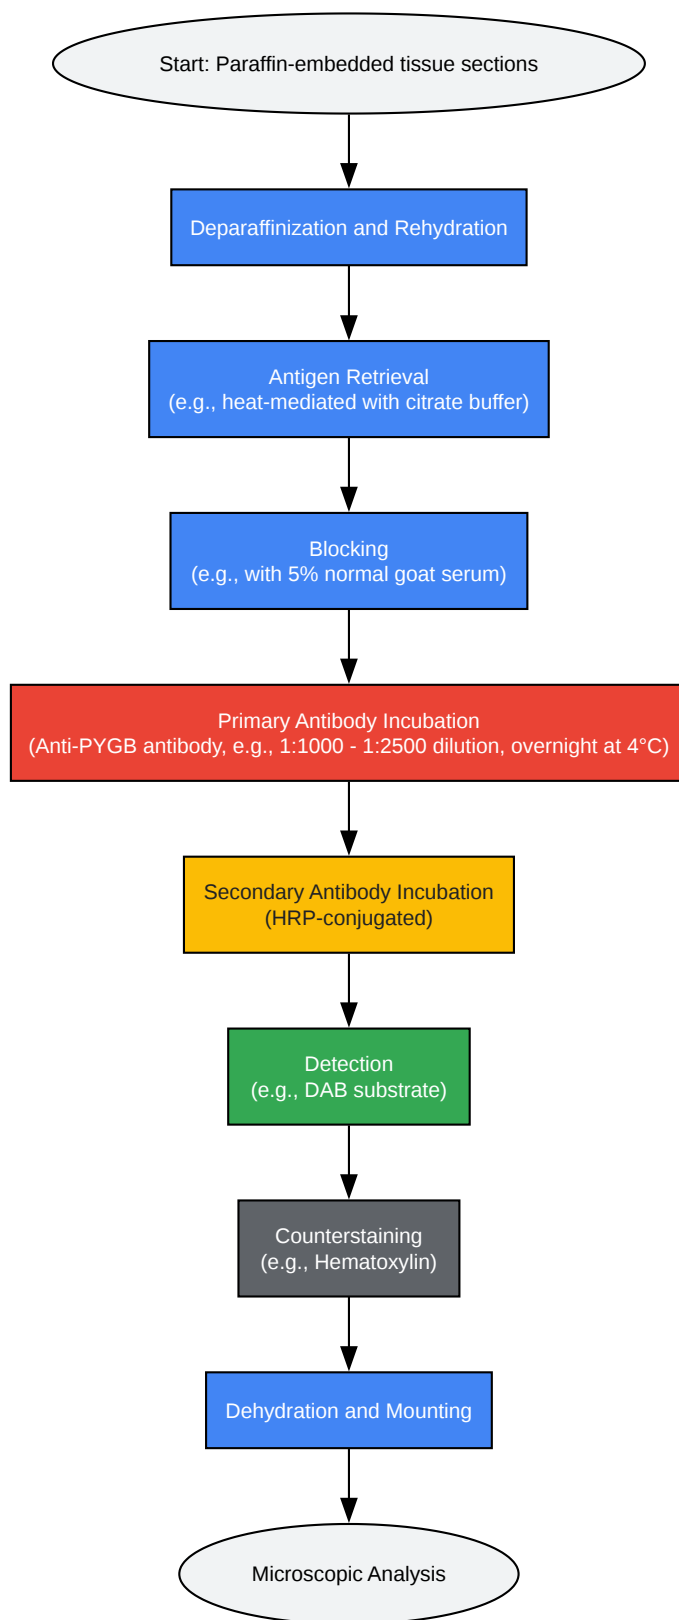 Start: Paraffin-embedded tissue sections
Deparaffinization and Rehydration
Antigen Retrieval
(e.g., heat-mediated with citrate buffer)
Blocking
(e.g., with 5% normal goat serum)
Primary Antibody Incubation
(Anti-PYGB antibody, e.g., 1:1000 - 1:2500 dilution, overnight at 4°C)
Secondary Antibody Incubation
(HRP-conjugated)
Detection
(e.g., DAB substrate)
Counterstaining
(e.g., Hematoxylin)
Dehydration and Mounting
Microscopic Analysis